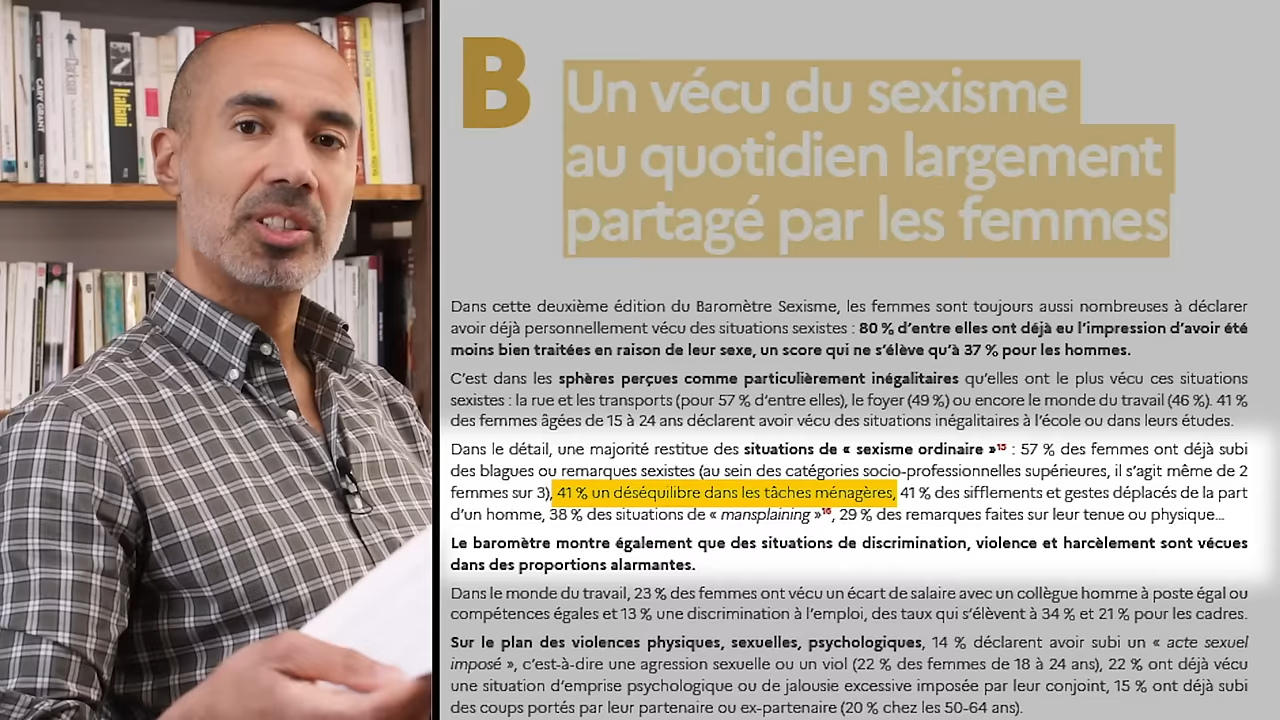 CARY GRANT
Italiani
B
Un vécu du sexisme
au quotidien largement
partagé par les femmes
Dans cette deuxième édition du Baromètre Sexisme, les femmes sont toujours aussi nombreuses à déclarer
avoir déjà personnellement vécu des situations sexistes : 80 % d’entre elles ont déjà eu l’impression d’avoir été
moins bien traitées en raison de leur sexe, un score qui ne s’élève qu’à 37 % pour les hommes.
C’est dans les sphères perçues comme particulièrement inégalitaires qu’elles ont le plus vécu ces situations
sexistes : la rue et les transports (pour 57 % d’entre elles), le foyer (49 %) ou encore le monde du travail (46 %). 41 %
des femmes âgées de 15 à 24 ans déclarent avoir vécu des situations inégalitaires à l’école ou dans leurs études.
Dans le détail, une majorité restitue des situations de « sexisme ordinaire »¹⁵ : 57 % des femmes ont déjà subi
des blagues ou remarques sexistes (au sein des catégories socio-professionnelles supérieures, il s’agit même de 2
femmes sur 3), 41 % un déséquilibre dans les tâches ménagères, 41 % des sifflements et gestes déplacés de la part
d’un homme, 38 % des situations de « mansplaining »¹⁶, 29 % des remarques faites sur leur tenue ou physique…
Le baromètre montre également que des situations de discrimination, violence et harcèlement sont vécues
dans des proportions alarmantes.
Dans le monde du travail, 23 % des femmes ont vécu un écart de salaire avec un collègue homme à poste égal ou
compétences égales et 13 % une discrimination à l’emploi, des taux qui s’élèvent à 34 % et 21 % pour les cadres.
Sur le plan des violences physiques, sexuelles, psychologiques, 14 % déclarent avoir subi un « acte sexuel
imposé », c’est-à-dire une agression sexuelle ou un viol (22 % des femmes de 18 à 24 ans), 22 % ont déjà vécu
une situation d’emprise psychologique ou de jalousie excessive imposée par leur conjoint, 15 % ont déjà subi
des coups portés par leur partenaire ou ex-partenaire (20 % chez les 50-64 ans).